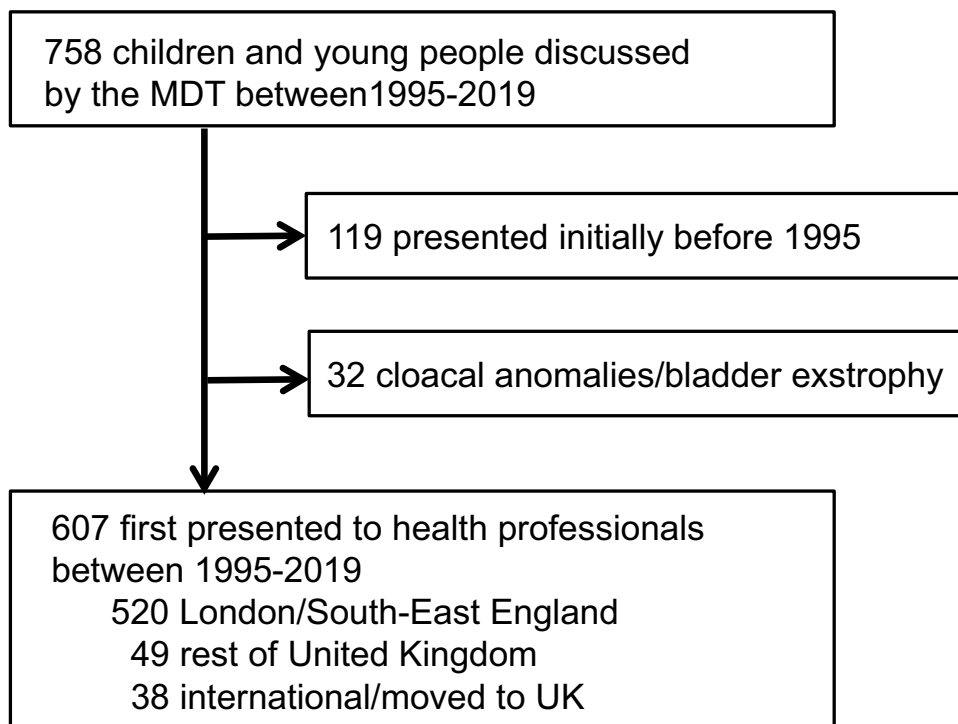 758 children and young people discussed
by the MDT between1995-2019
119 presented initially before 1995
32 cloacal anomalies/bladder exstrophy
607 first presented to health professionals
between 1995-2019
520 London/South-East England
49 rest of United Kingdom
38 international/moved to UK